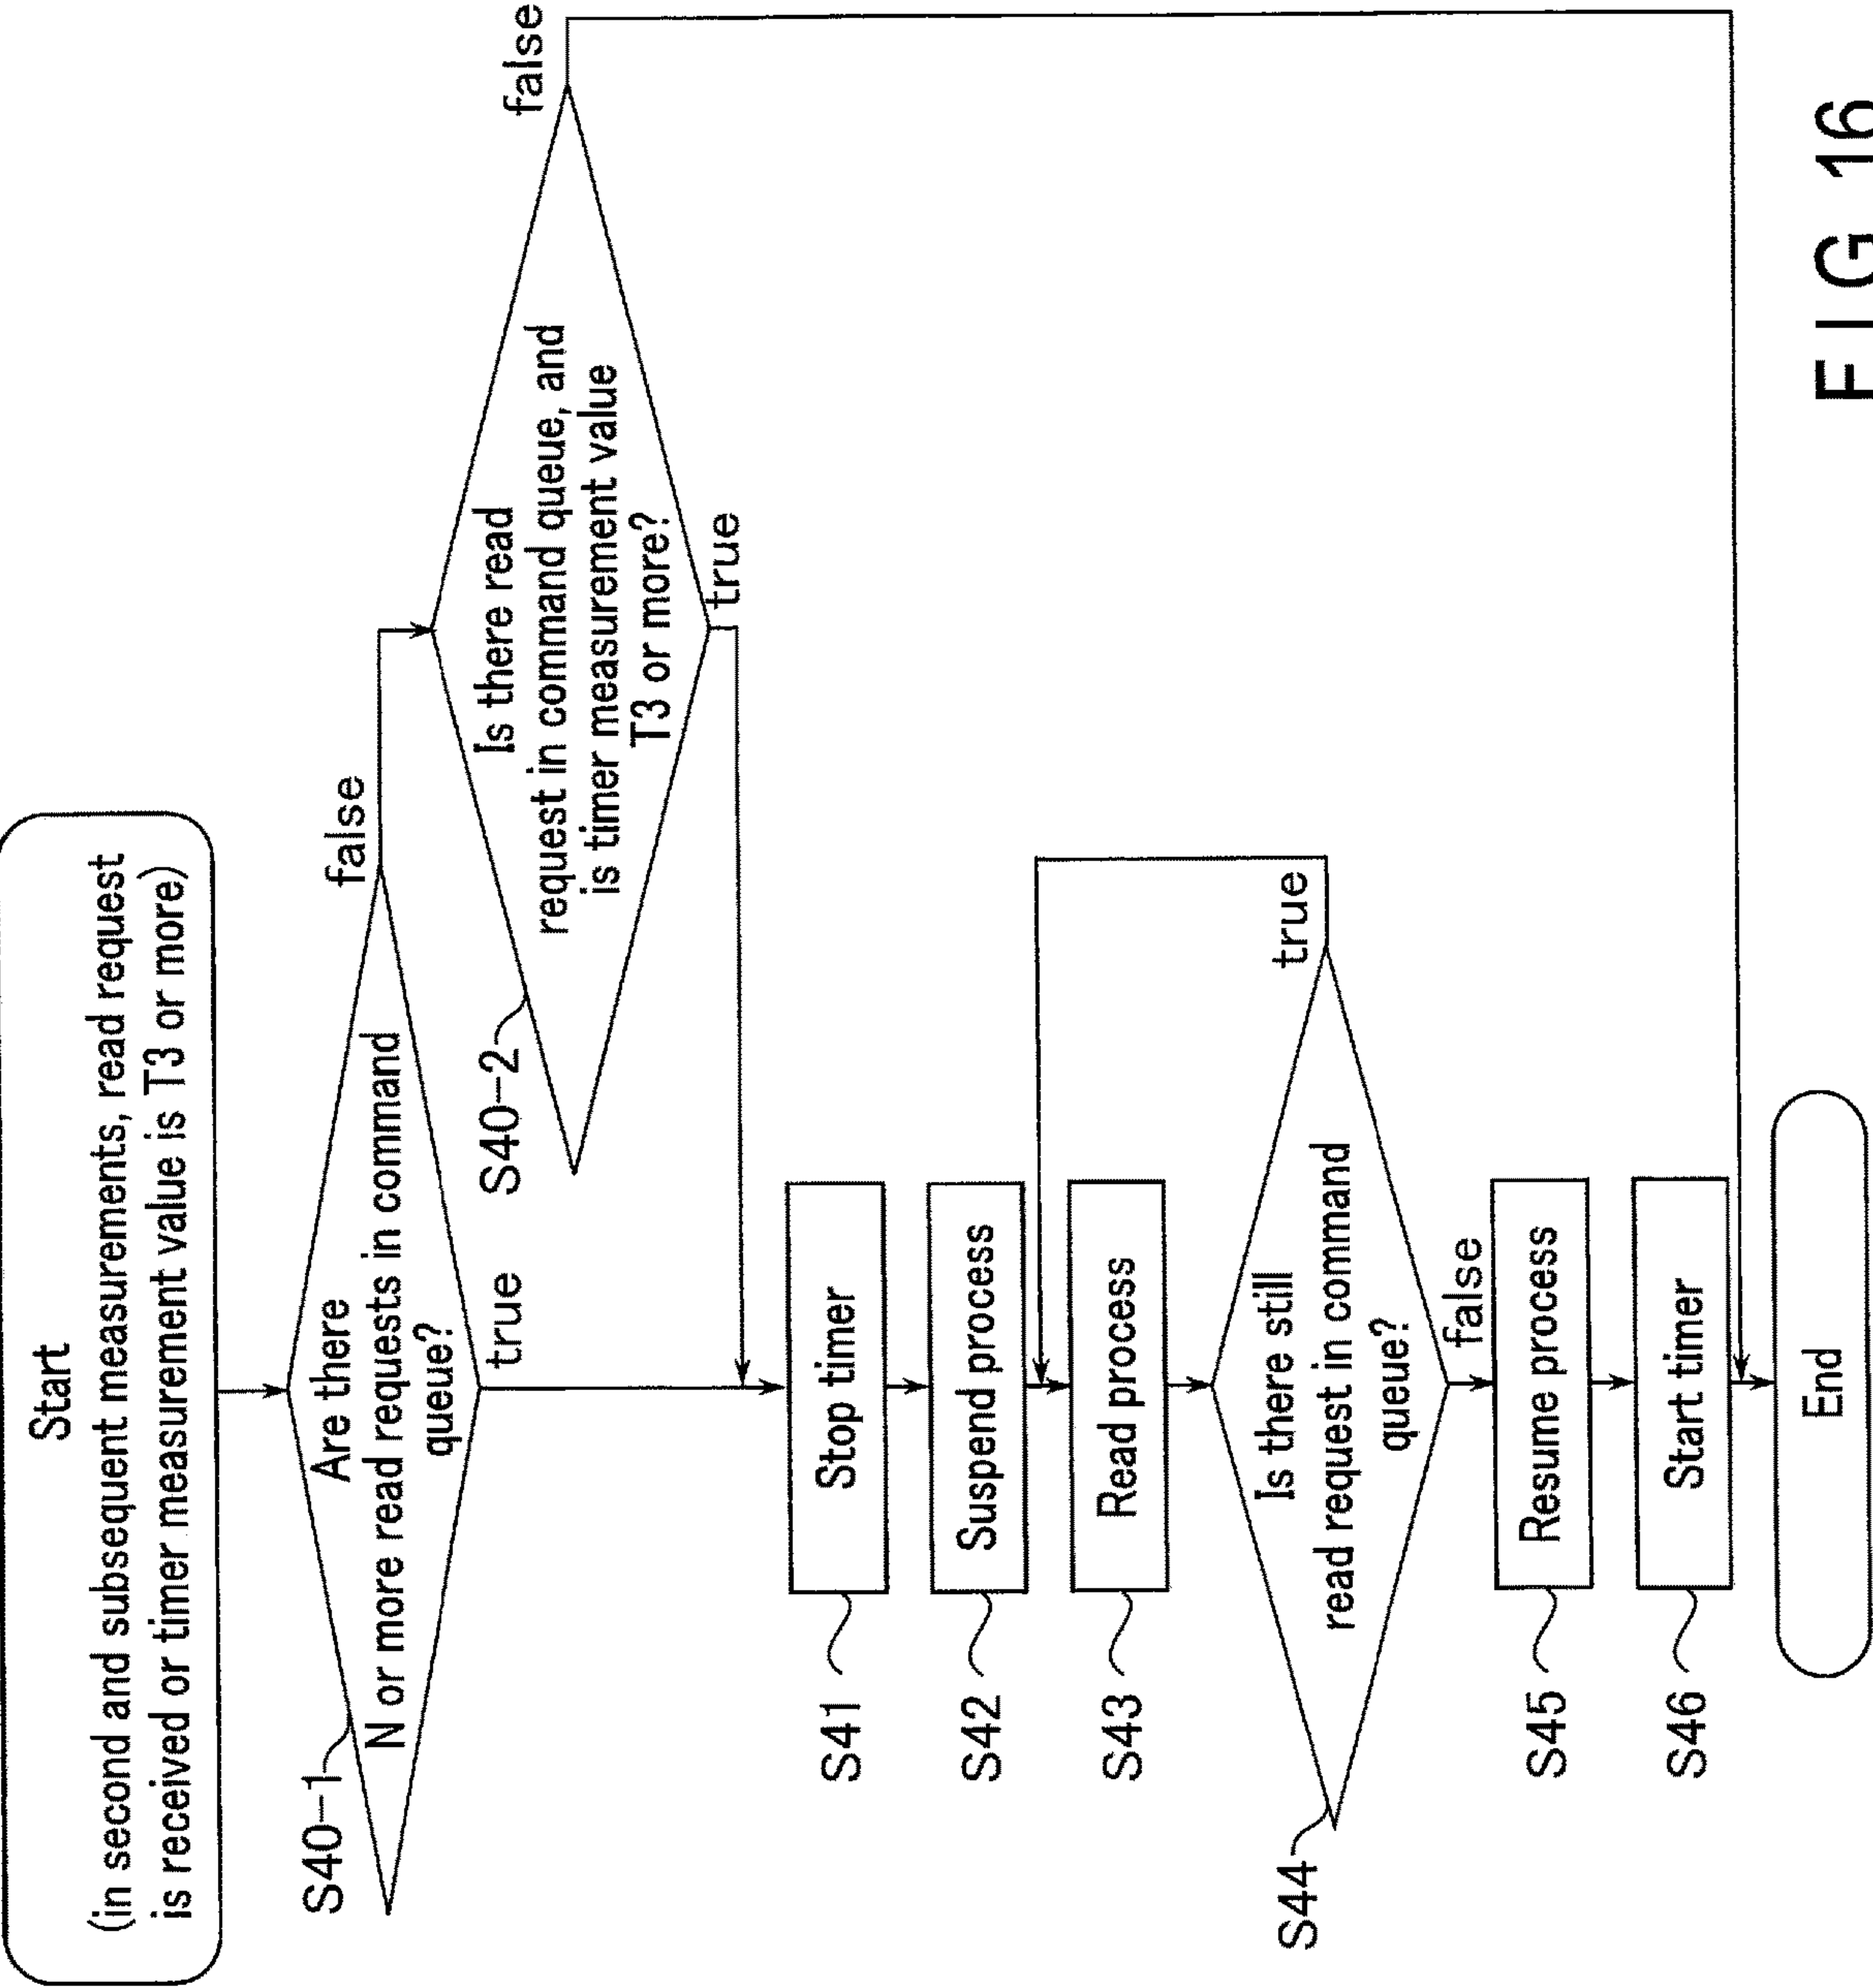 Start
(in second and subsequent measurements, read request
is received or timer measurement value is T3 or more)
S40-1
Are there
N or more read requests in command
queue?
false
true
S40-2
Is there read
request in command queue, and
is timer measurement value
T3 or more?
false
true
S41
Stop timer
S42
Suspend process
S43
Read process
S44
Is there still
read request in command
queue?
true
false
S45
Resume process
S46
Start timer
End
FIG 16